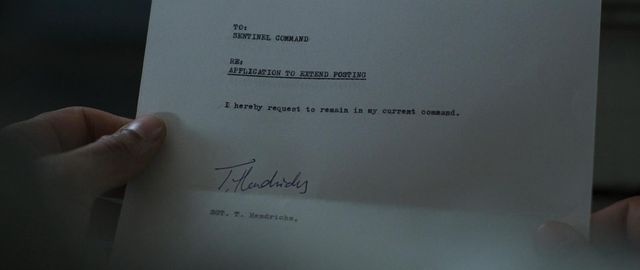 TO:
SENTINEL COMMAND
RE:
APPLICATION TO EXTEND POSTING
I hereby request to remain in my current command.
T. Hendricks
SGT. T. Hendricks.